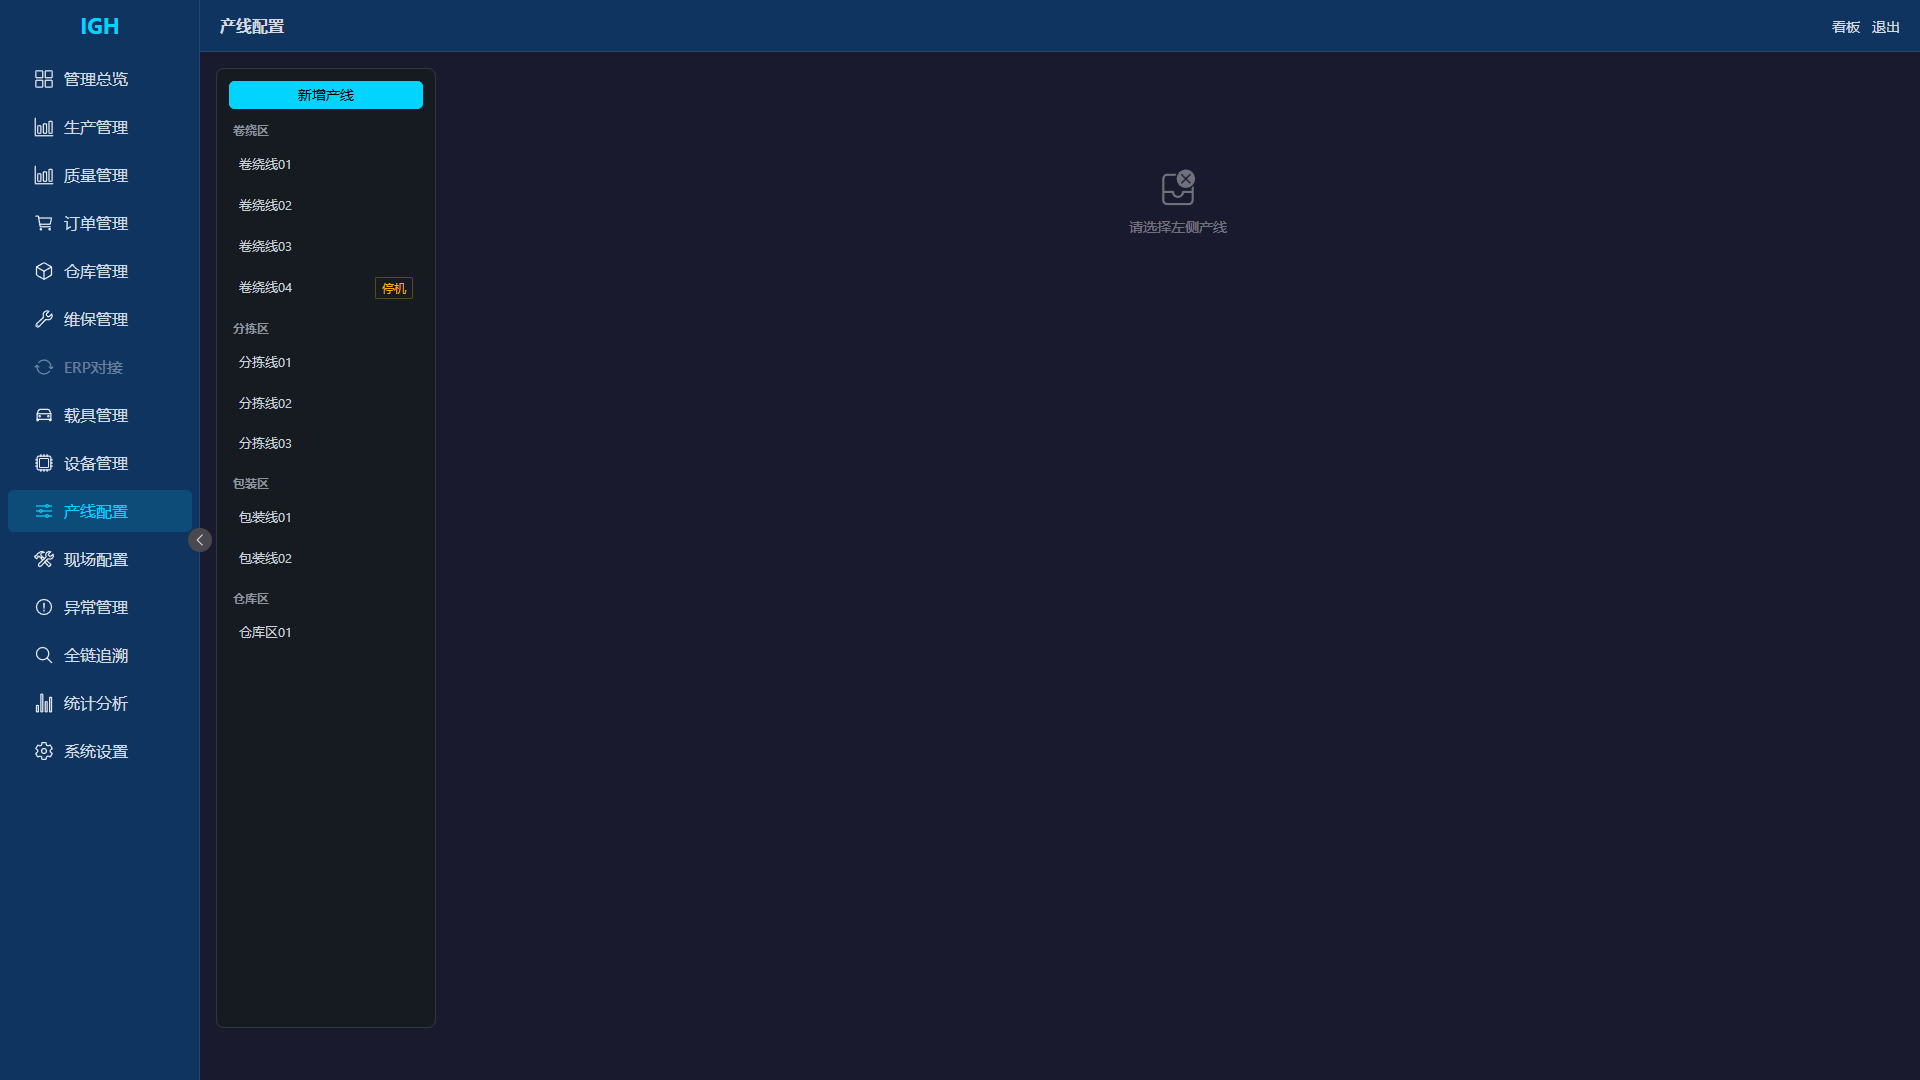 IGH
管理总览
生产管理
质量管理
订单管理
仓库管理
维保管理
ERP对接
载具管理
设备管理
产线配置
现场配置
异常管理
全链追溯
统计分析
系统设置
产线配置
看板 退出
新增产线
卷绕区
卷绕线01
卷绕线02
卷绕线03
卷绕线04 停机
分拣区
分拣线01
分拣线02
分拣线03
包装区
包装线01
包装线02
仓库区
仓库区01
请选择左侧产线